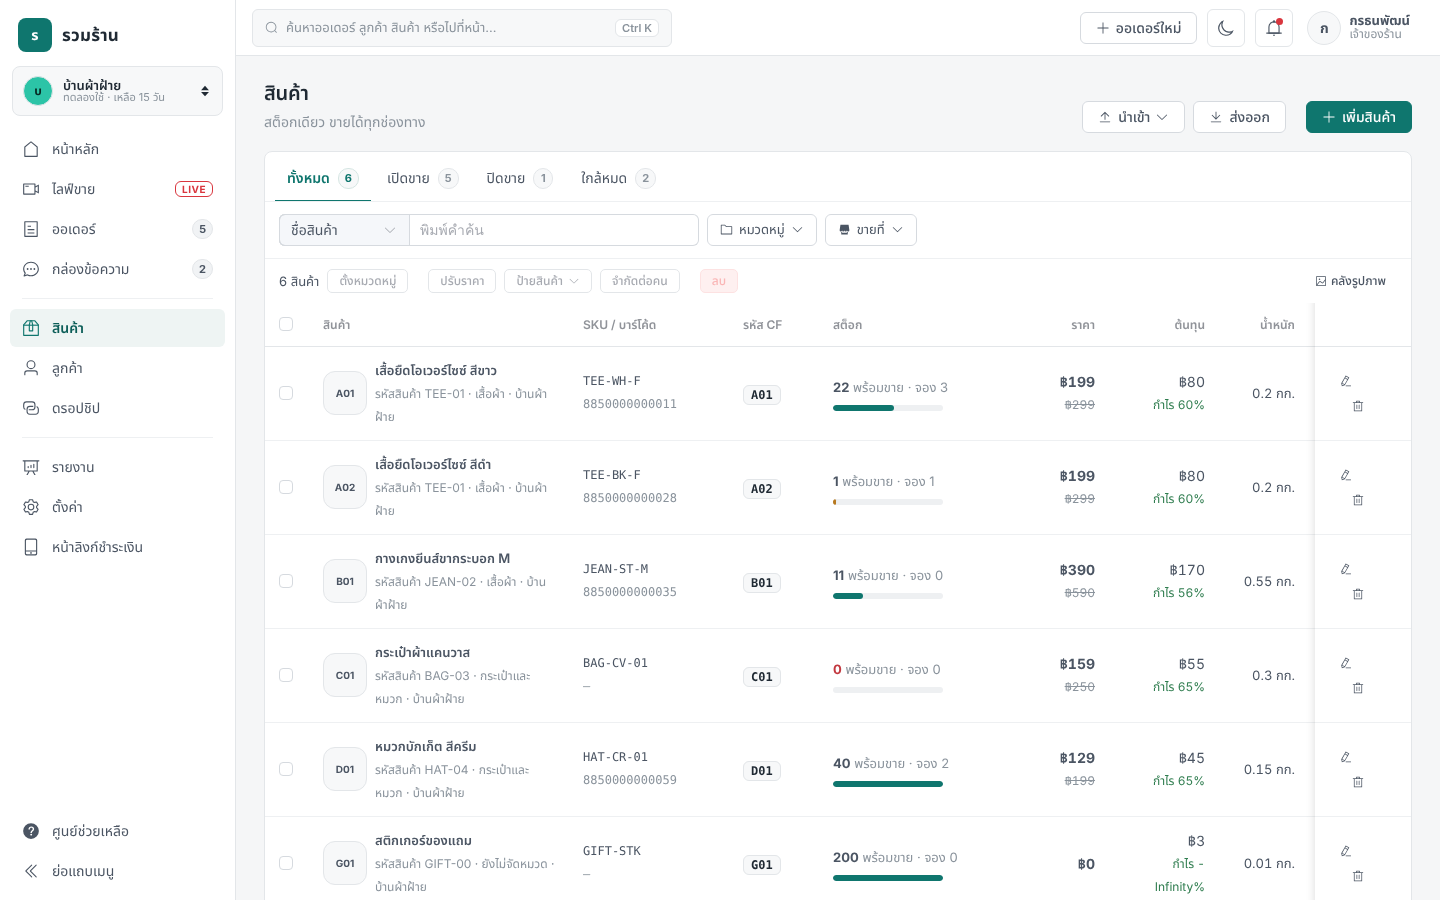 ร
รวมร้าน
ค้นหาออเดอร์ ลูกค้า สินค้า หรือไปที่หน้า...
Ctrl K
ออเดอร์ใหม่
ก
กรธนพัฒน์
เจ้าของร้าน
บ
บ้านผ้าฝ้าย
ทดลองใช้ · เหลือ 15 วัน
หน้าหลัก
ไลฟ์ขาย LIVE
ออเดอร์ 5
กล่องข้อความ 2
สินค้า
ลูกค้า
ดรอปชิป
รายงาน
ตั้งค่า
หน้าลิงก์ชำระเงิน
ศูนย์ช่วยเหลือ
ย่อแถบเมนู
สินค้า
สต็อกเดียว ขายได้ทุกช่องทาง
นำเข้า
ส่งออก
เพิ่มสินค้า
ทั้งหมด 6 เปิดขาย 5 ปิดขาย 1 ใกล้หมด 2
ชื่อสินค้า พิมพ์คำค้น หมวดหมู่ ขายที่
6 สินค้า ตั้งหมวดหมู่ ปรับราคา ป้ายสินค้า จำกัดต่อคน ลบ คลังรูปภาพ
สินค้า SKU / บาร์โค้ด รหัส CF สต็อก ราคา ต้นทุน น้ำหนัก
A01
เสื้อยืดโอเวอร์ไซซ์ สีขาว
รหัสสินค้า TEE-01 · เสื้อผ้า · บ้านผ้า
ฝ้าย
TEE-WH-F
8850000000011
A01
22 พร้อมขาย · จอง 3
฿199
฿299
฿80
กำไร 60%
0.2 กก.
A02
เสื้อยืดโอเวอร์ไซซ์ สีดำ
รหัสสินค้า TEE-01 · เสื้อผ้า · บ้านผ้า
ฝ้าย
TEE-BK-F
8850000000028
A02
1 พร้อมขาย · จอง 1
฿199
฿299
฿80
กำไร 60%
0.2 กก.
B01
กางเกงยีนส์ขากระบอก M
รหัสสินค้า JEAN-02 · เสื้อผ้า · บ้าน
ผ้าฝ้าย
JEAN-ST-M
8850000000035
B01
11 พร้อมขาย · จอง 0
฿390
฿590
฿170
กำไร 56%
0.55 กก.
C01
กระเป๋าผ้าแคนวาส
รหัสสินค้า BAG-03 · กระเป๋าและ
หมวก · บ้านผ้าฝ้าย
BAG-CV-01
—
C01
0 พร้อมขาย · จอง 0
฿159
฿250
฿55
กำไร 65%
0.3 กก.
D01
หมวกบักเก็ต สีครีม
รหัสสินค้า HAT-04 · กระเป๋าและ
หมวก · บ้านผ้าฝ้าย
HAT-CR-01
8850000000059
D01
40 พร้อมขาย · จอง 2
฿129
฿199
฿45
กำไร 65%
0.15 กก.
G01
สติกเกอร์ของแถม
รหัสสินค้า GIFT-00 · ยังไม่จัดหมวด ·
บ้านผ้าฝ้าย
GIFT-STK
—
G01
200 พร้อมขาย · จอง 0
฿0
฿3
กำไร -
Infinity%
0.01 กก.